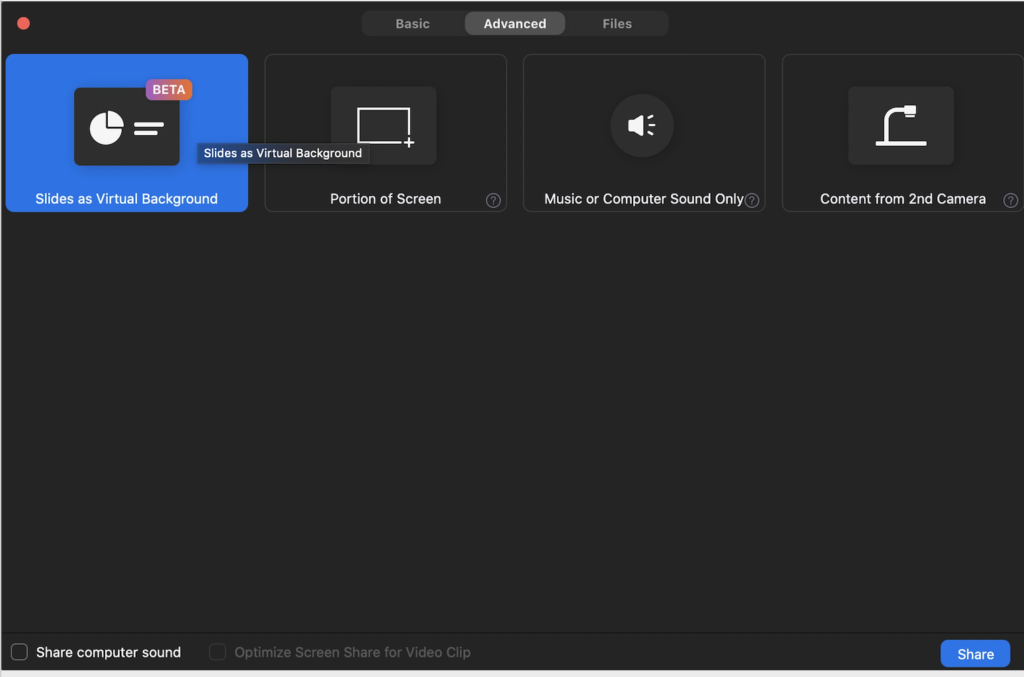 Basic
Advanced
Files
BETA
Slides as Virtual Background
Slides as Virtual Background
Portion of Screen
?
Music or Computer Sound Only
?
Content from 2nd Camera
?
Share computer sound
Optimize Screen Share for Video Clip
Share